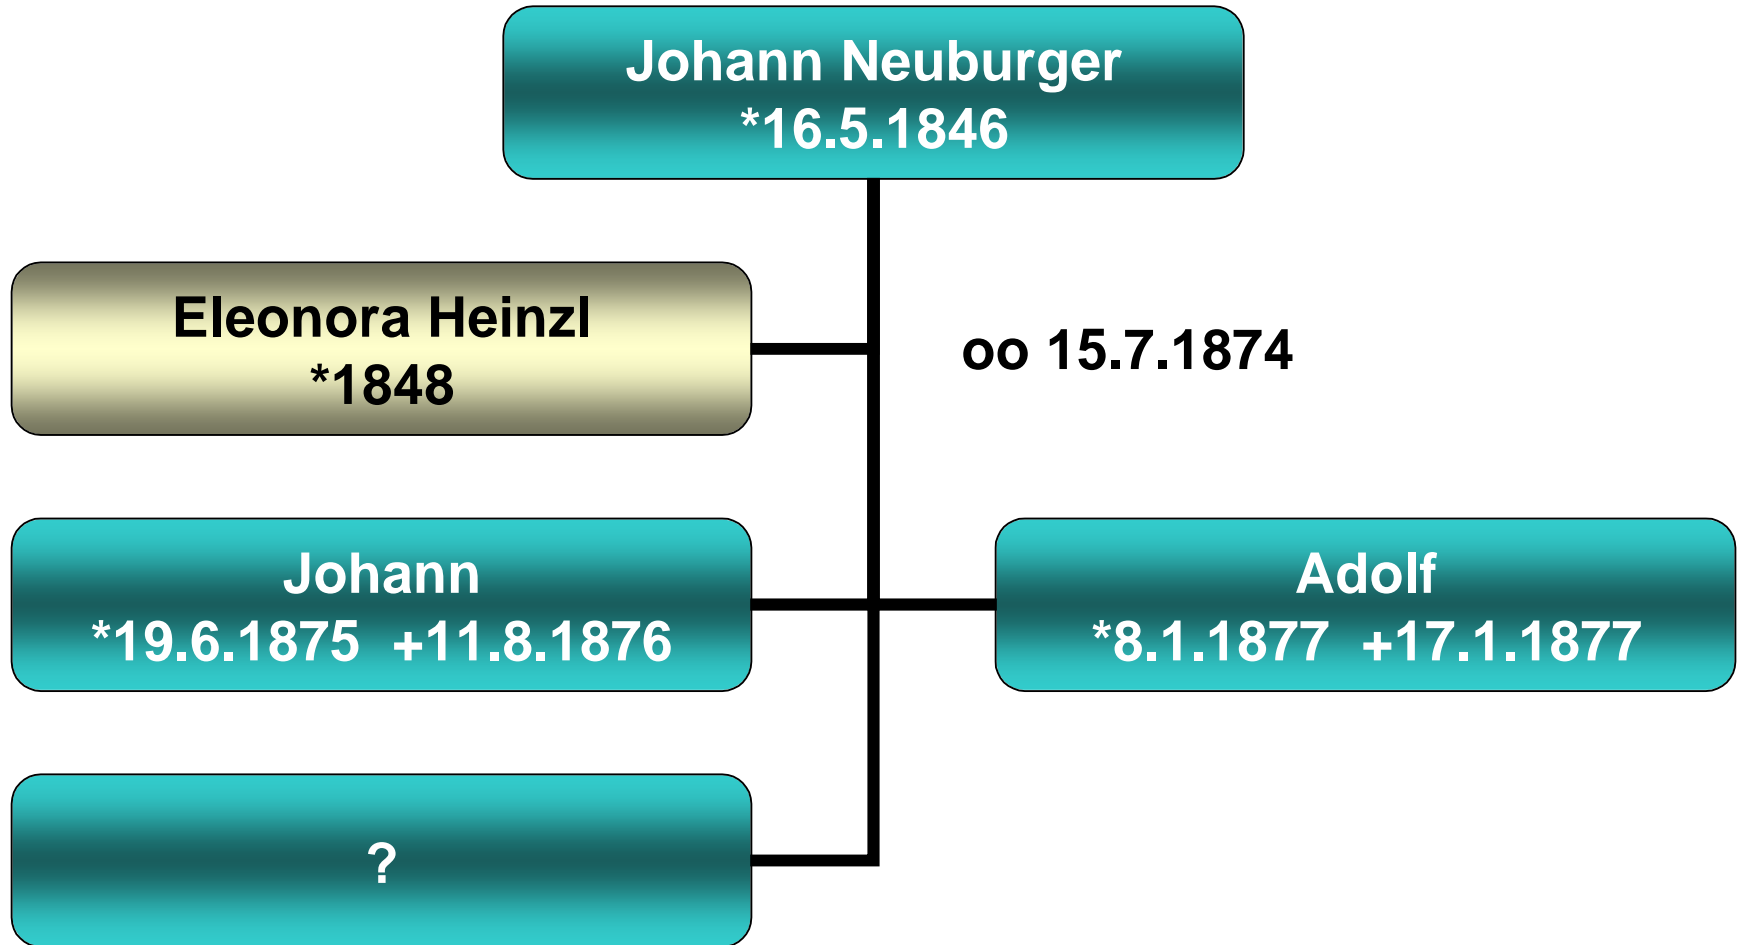 Johann Neuburger
*16.5.1846
Eleonora Heinzl
*1848
oo 15.7.1874
Johann
*19.6.1875  +11.8.1876
Adolf
*8.1.1877  +17.1.1877
?